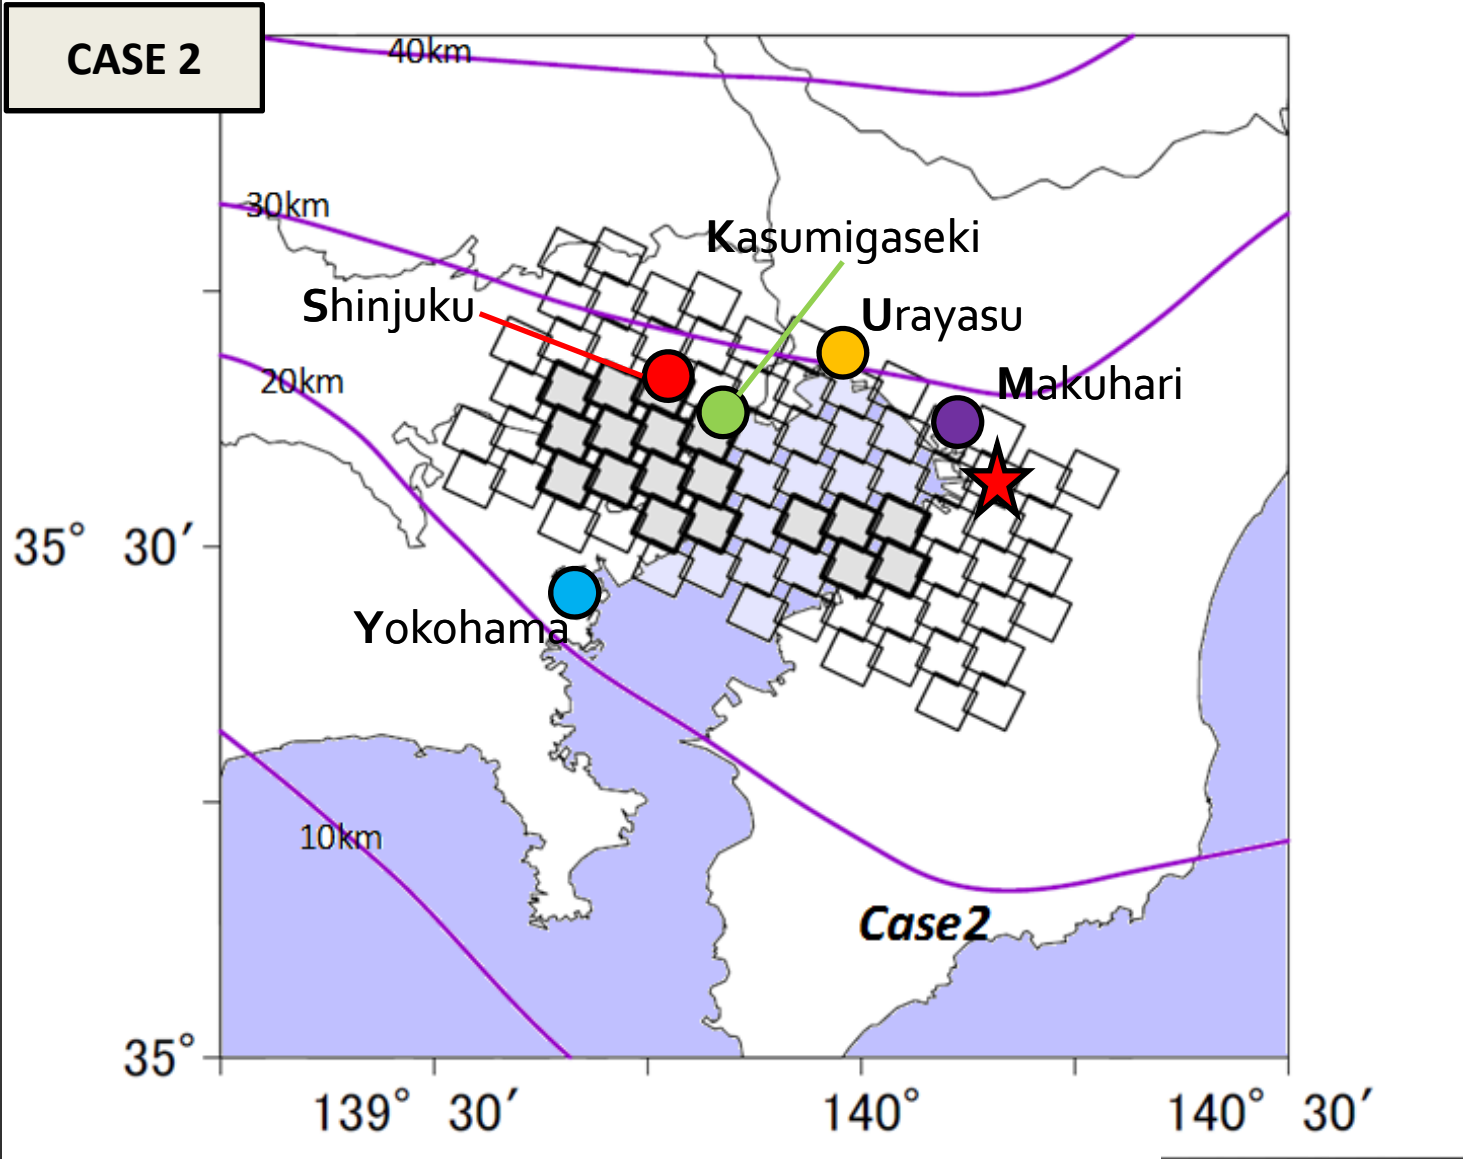 CASE 2
40km
30km
Kasumigaseki
Shinjuku
Urayasu
20km
Makuhari
35° 30′
Yokohama
10km
Case2
35°
139° 30′ 140° 140° 30′